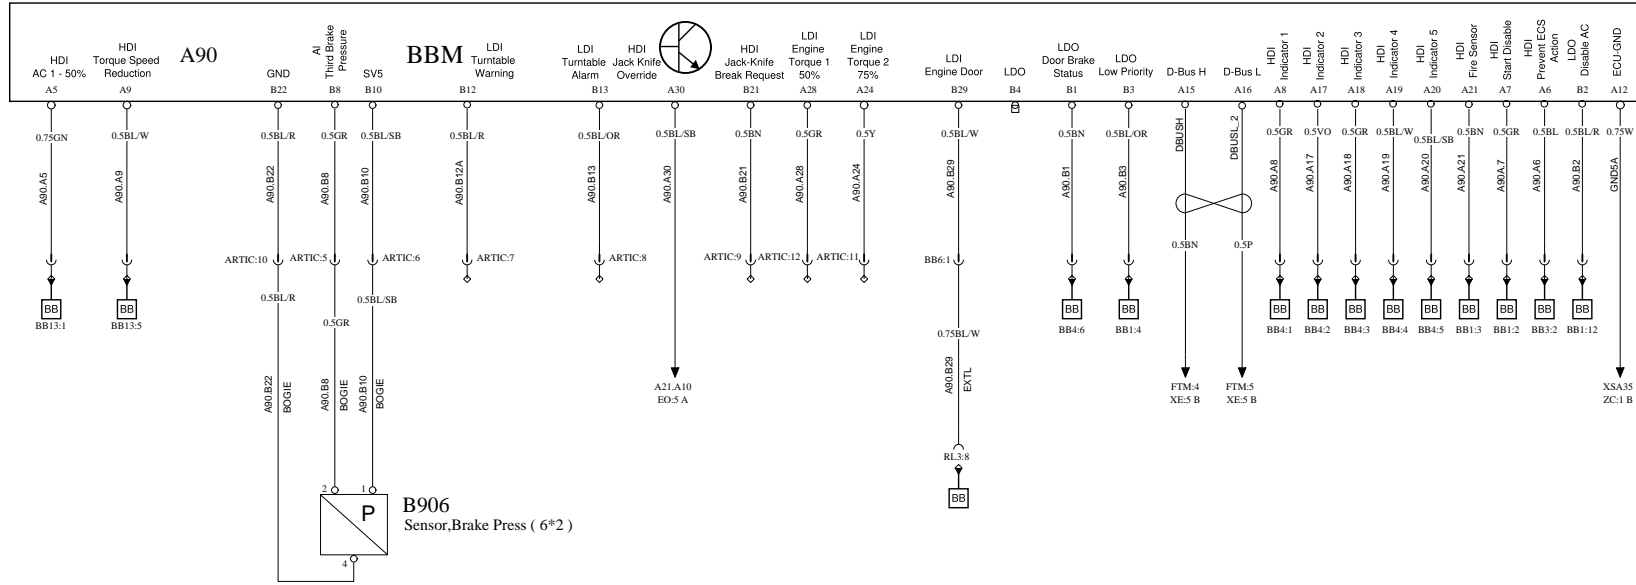 HDI
AC 1 - 50%
A5
HDI
Torque Speed
Reduction
A9
A90
GND
B22
AI
Third Brake
Pressure
B8
SV5
B10
BBM
LDI
Turntable
Warning
B12
LDI
Turntable
Alarm
B13
HDI
Jack Knife
Override
A30
HDI
Jack-Knife
Break Request
B21
LDI
Engine
Torque 1
50%
A28
LDI
Engine
Torque 2
75%
A24
LDI
Engine Door
B29
LDO
B4
LDO
Door Brake
Status
B1
LDO
Low Priority
B3
D-Bus H
A15
D-Bus L
A16
HDI
Indicator 1
A8
HDI
Indicator 2
A17
HDI
Indicator 3
A18
HDI
Indicator 4
A19
HDI
Indicator 5
A20
HDI
Fire Sensor
A21
HDI
Start Disable
A7
HDI
Prevent ECS
Action
A6
LDO
Disable AC
B2
ECU-GND
A12
0.75GN
0.5BL/W
0.5BL/R
0.5GR
0.5BL/SB
0.5BL/R
0.5BL/OR
0.5BL/SB
0.5BN
0.5GR
0.5Y
0.5BL/W
0.5BN
0.5BL/OR
DBUSH
DBUSL_2
0.5GR
0.5VO
0.5GR
0.5BL/W
0.5BL/SB
0.5BN
0.5GR
0.5BL
0.5BL/R
0.75W
A90.A5
A90.A9
A90.B22
A90.B8
A90.B10
A90.B12A
A90.B13
A90.A30
A90.B21
A90.A28
A90.A24
A90.B29
A90.B1
A90.B3
A90.A8
A90.A17
A90.A18
A90.A19
A90.A20
A90.A21
A90A.7
A90.A6
A90.B2
GND5A
0.5BN
0.5P
ARTIC:10
ARTIC:5
ARTIC:6
ARTIC:7
ARTIC:8
ARTIC:9
ARTIC:12
ARTIC:11
BB6:1
BB
BB13:1
BB
BB13:5
0.5BL/R
0.5GR
0.5BL/SB
0.75BL/W
BB
BB4:6
BB
BB1:4
BB
BB4:1
BB
BB4:2
BB
BB4:3
BB
BB4:4
BB
BB4:5
BB
BB1:3
BB
BB1:2
BB
BB3:2
BB
BB1:12
A90.B22
BOGIE
A90.B8
BOGIE
A90.B10
BOGIE
A21.A10
EO:5 A
A90.B29
EXTL
FTM:4
XE:5 B
FTM:5
XE:5 B
XSA35
ZC:1 B
RL3:8
BB
2
1
P
4
B906
Sensor,Brake Press ( 6*2 )